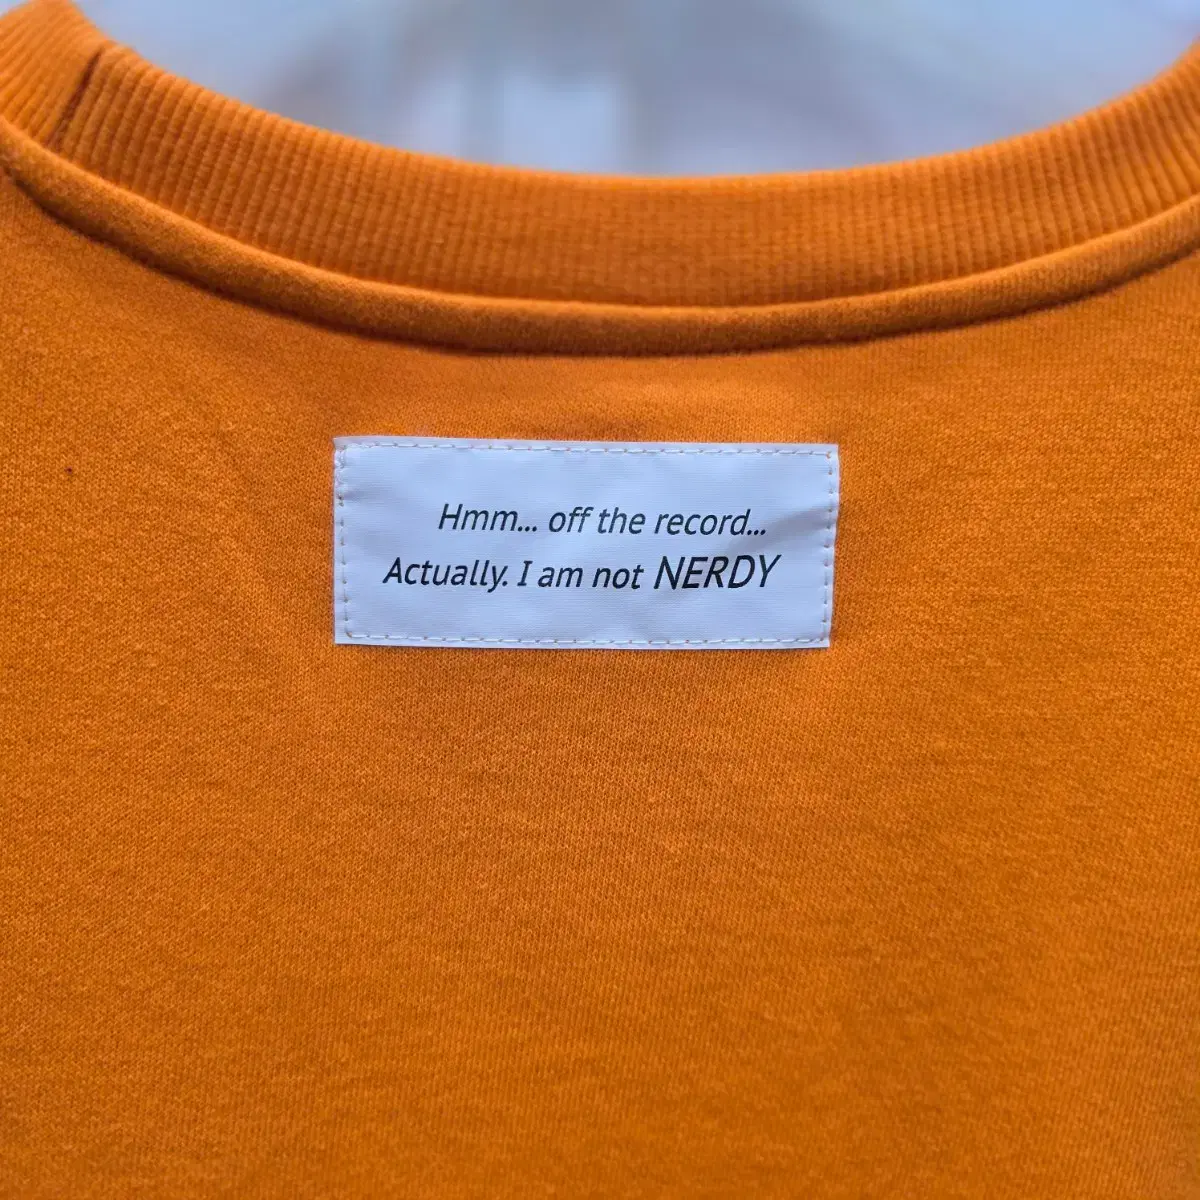 Hmm... off the record...
Actually. I am not NERDY